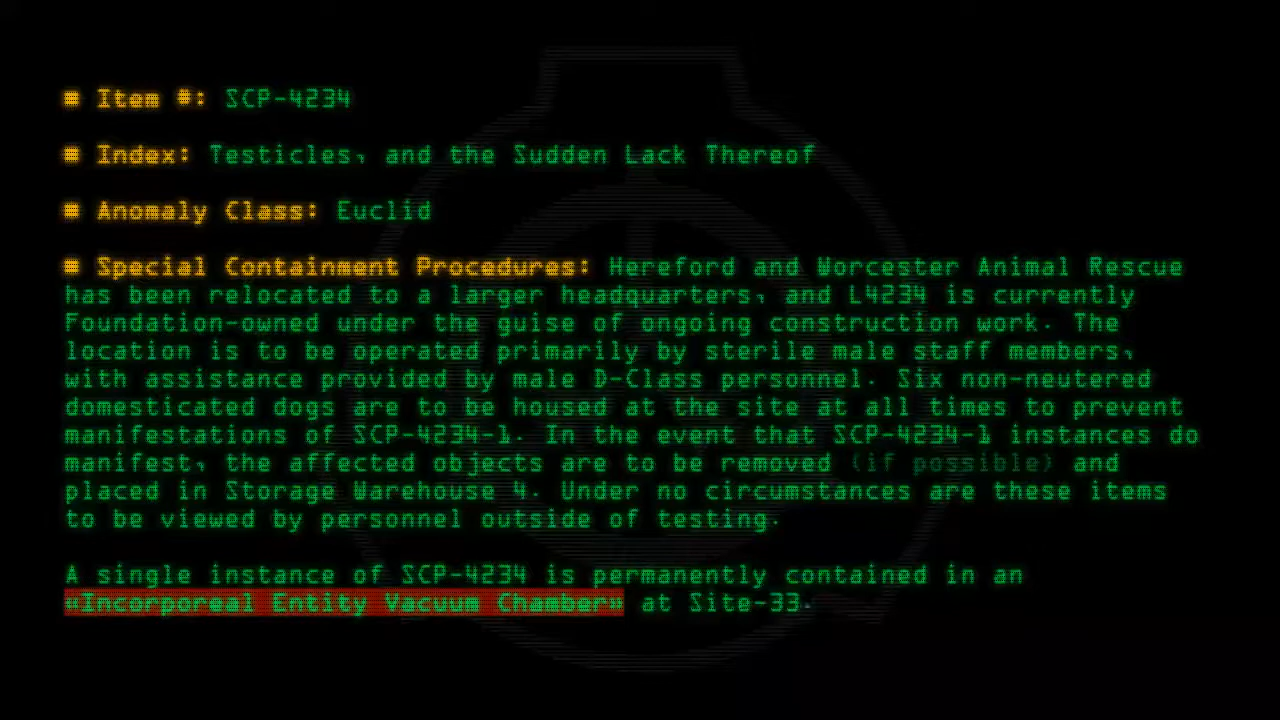 ■ Item #: SCP-4234
■ Index: Testicles, and the Sudden Lack Thereof
■ Anomaly Class: Euclid
■ Special Containment Procedures: Hereford and Worcester Animal Rescue
has been relocated to a larger headquarters, and L4234 is currently
Foundation-owned under the guise of ongoing construction work. The
location is to be operated primarily by sterile male staff members,
with assistance provided by male D-Class personnel. Six non-neutered
domesticated dogs are to be housed at the site at all times to prevent
manifestations of SCP-4234-1. In the event that SCP-4234-1 instances do
manifest, the affected objects are to be removed (if possible) and
placed in Storage Warehouse 4. Under no circumstances are these items
to be viewed by personnel outside of testing.
A single instance of SCP-4234 is permanently contained in an
«Incorporeal Entity Vacuum Chamber» at Site-33.